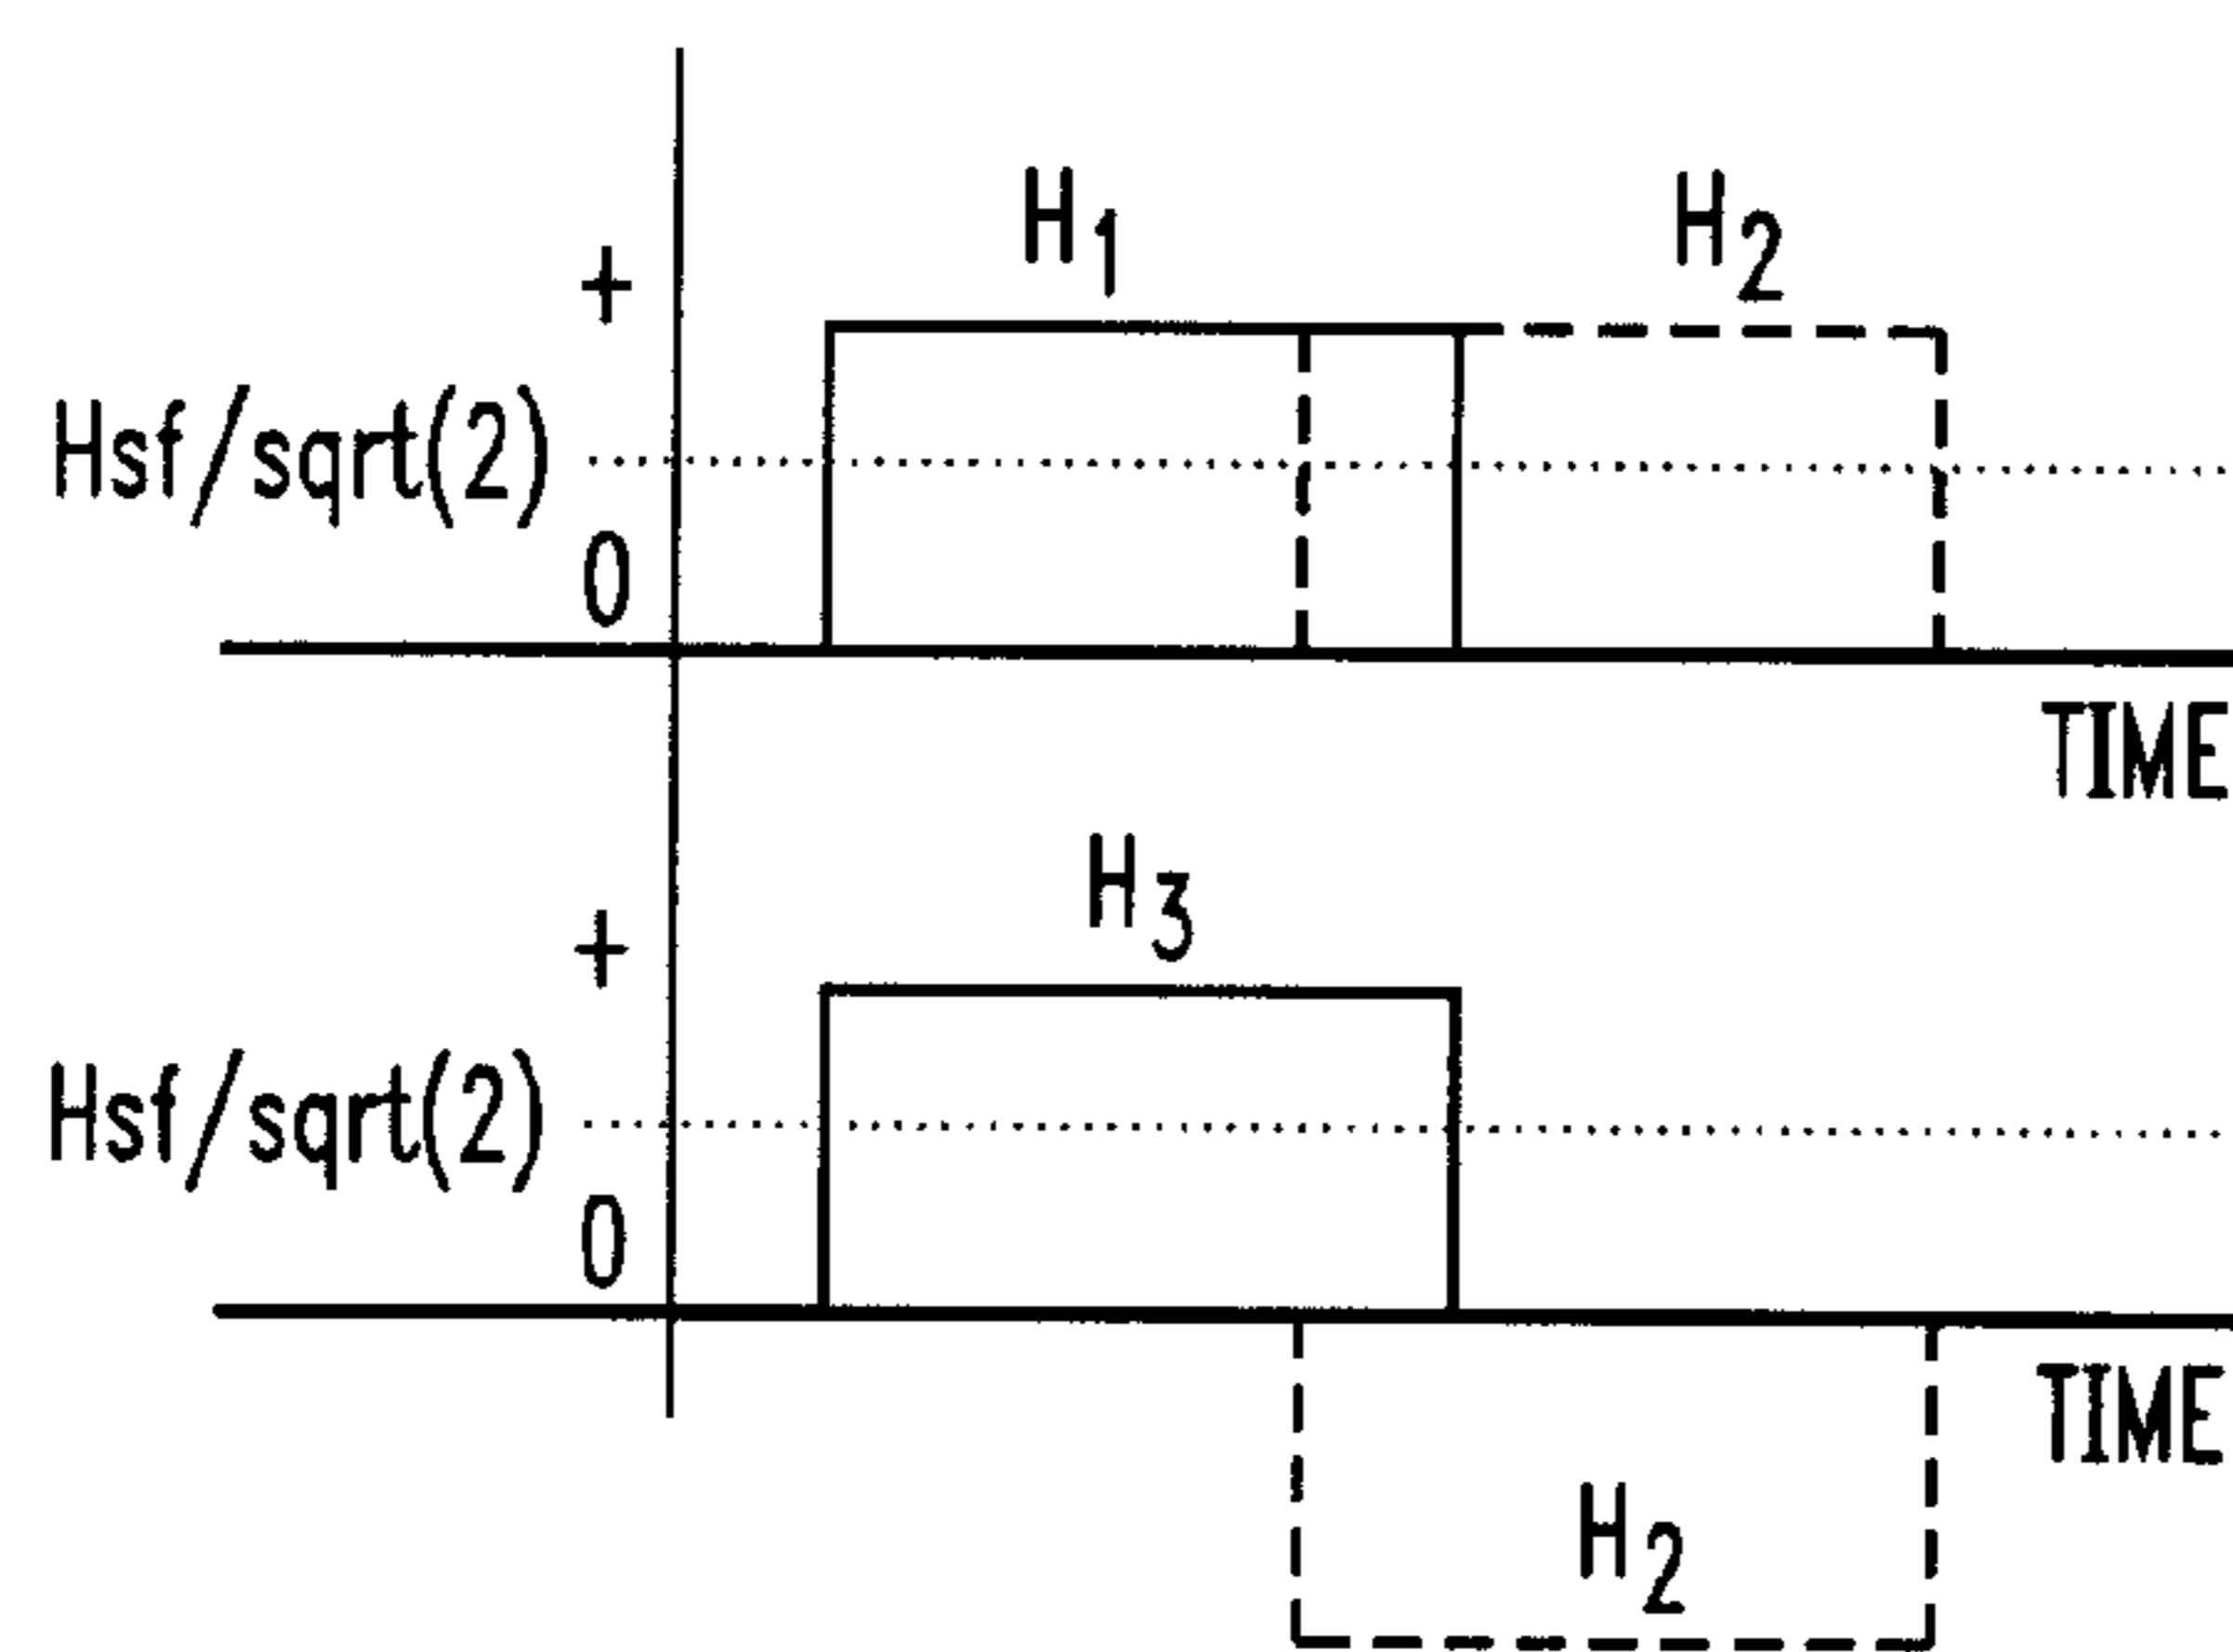 H1
H2
+
Hsf/sqrt(2)
0
TIME
H3
+
Hsf/sqrt(2)
0
TIME
H2